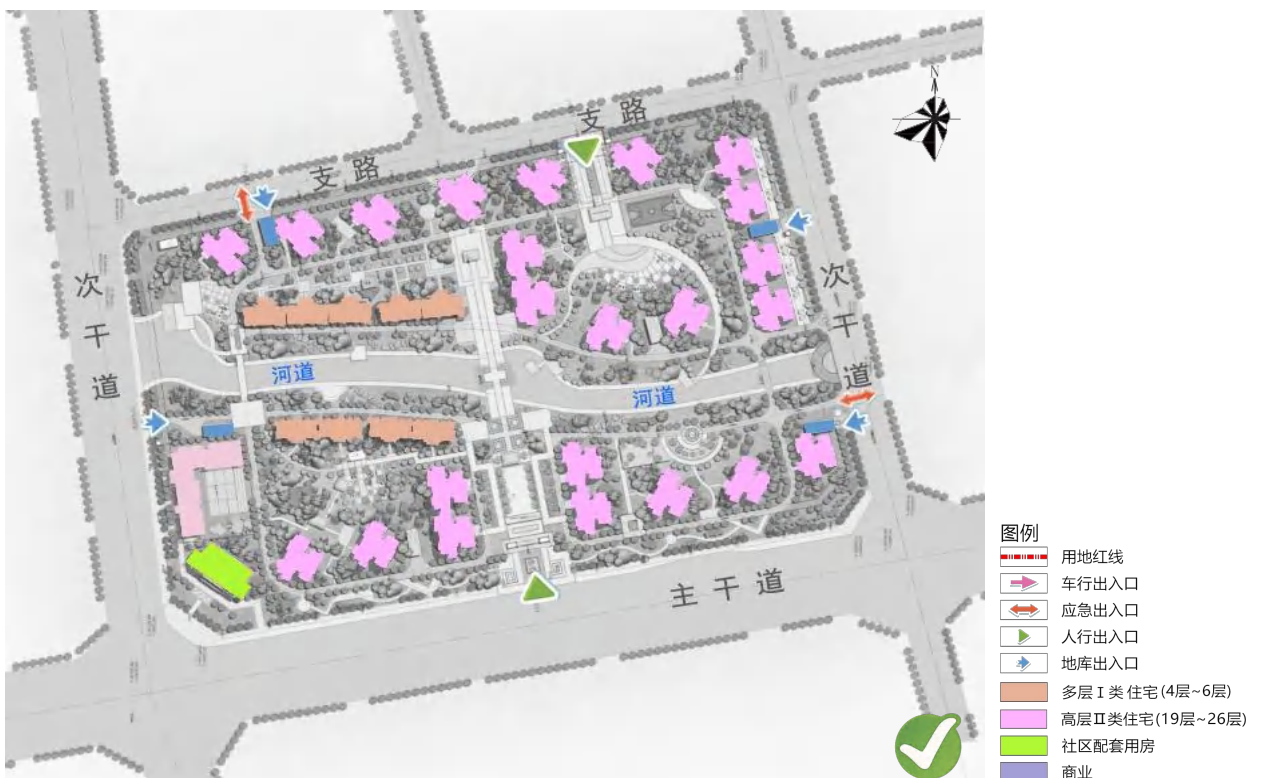 N
支路
支路
次干道
次干道
河道
河道
主干道
图例
用地红线
车行出入口
应急出入口
人行出入口
地库出入口
多层Ⅰ类住宅(4层~6层)
高层Ⅱ类住宅(19层~26层)
社区配套用房
商业